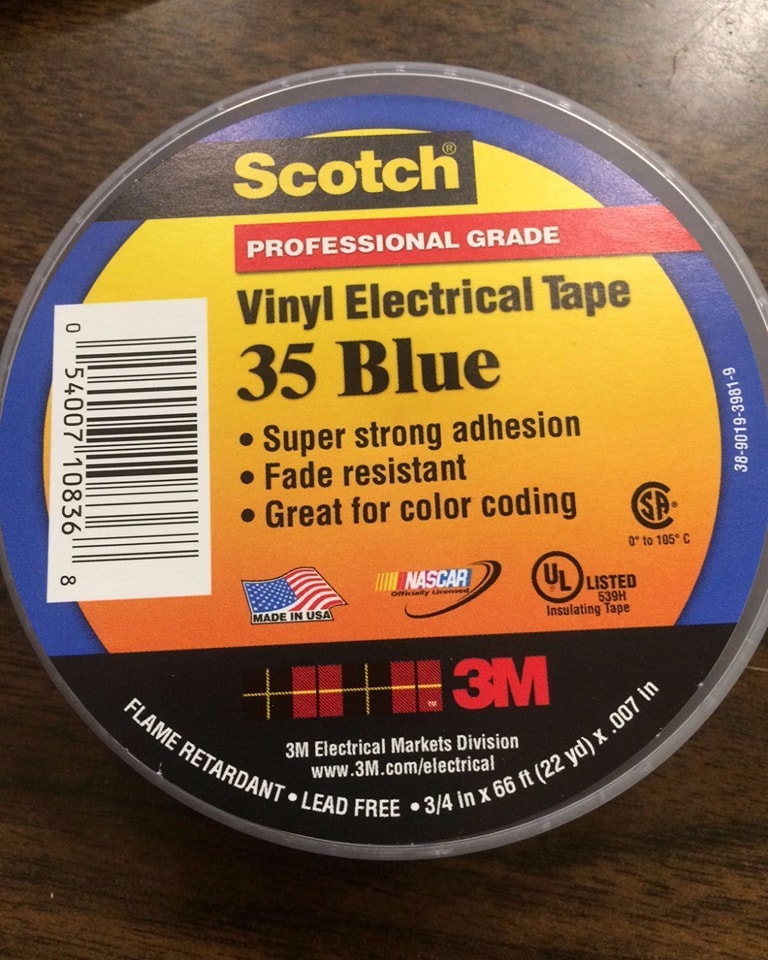 Scotch®
PROFESSIONAL GRADE
Vinyl Electrical Tape
35 Blue
• Super strong adhesion
• Fade resistant
• Great for color coding
0 54007 10836 8
38-9019-3981-9
SA®
0° to 105° C
MADE IN USA
NASCAR
Officially Licensed
UL LISTED
539H
Insulating Tape
™ 3M
3M Electrical Markets Division
www.3M.com/electrical
FLAME RETARDANT • LEAD FREE • 3/4 in x 66 ft (22 yd) x .007 in